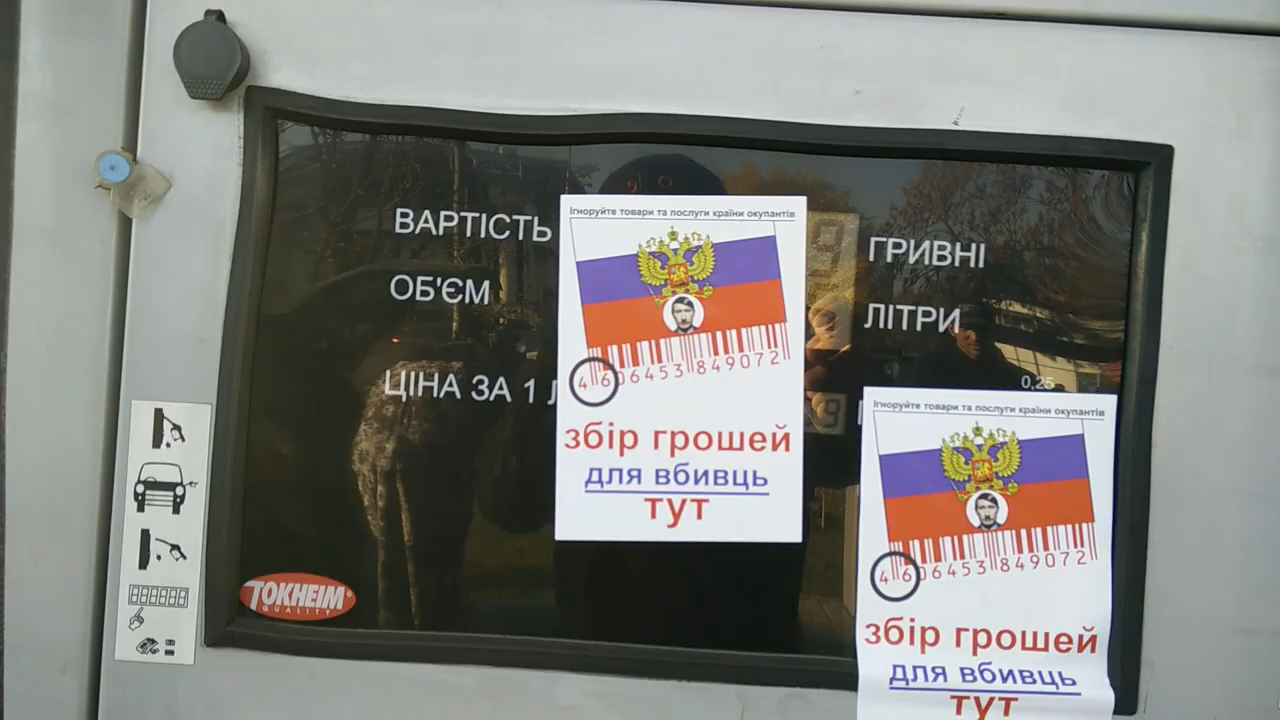 ВАРТІСТЬ
ОБ'ЄМ
ЦІНА ЗА 1 Л
ГРИВНІ
ЛІТРИ
0,25
TOKHEIM
QUALITY
Ігноруйте товари та послуги країни окупантів
4606453849072
збір грошей
для вбивць
тут
Ігноруйте товари та послуги країни окупантів
4606453849072
збір грошей
для вбивць
тут